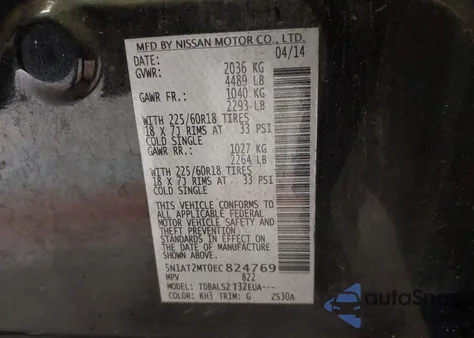 MFD BY NISSAN MOTOR CO., LTD.
DATE: 04/14
GVWR: 2036 KG
4489 LB
GAWR FR.: 1040 KG
2293 LB
WITH 225/60R18 TIRES
18 X 7J RIMS AT 33 PSI
COLD SINGLE
GAWR RR.: 1027 KG
2264 LB
WITH 225/60R18 TIRES
18 X 7J RIMS AT 33 PSI
COLD SINGLE
THIS VEHICLE CONFORMS TO
ALL APPLICABLE FEDERAL
MOTOR VEHICLE SAFETY AND
STANDARDS IN EFFECT ON
THE DATE OF MANUFACTURE
SHOWN ABOVE.
5N1AT2MT0EC824769
MPV 822
MODEL: TDBALSZ T32EUA---
COLOR: KH3 TRIM: G 2530A
AutoSnap